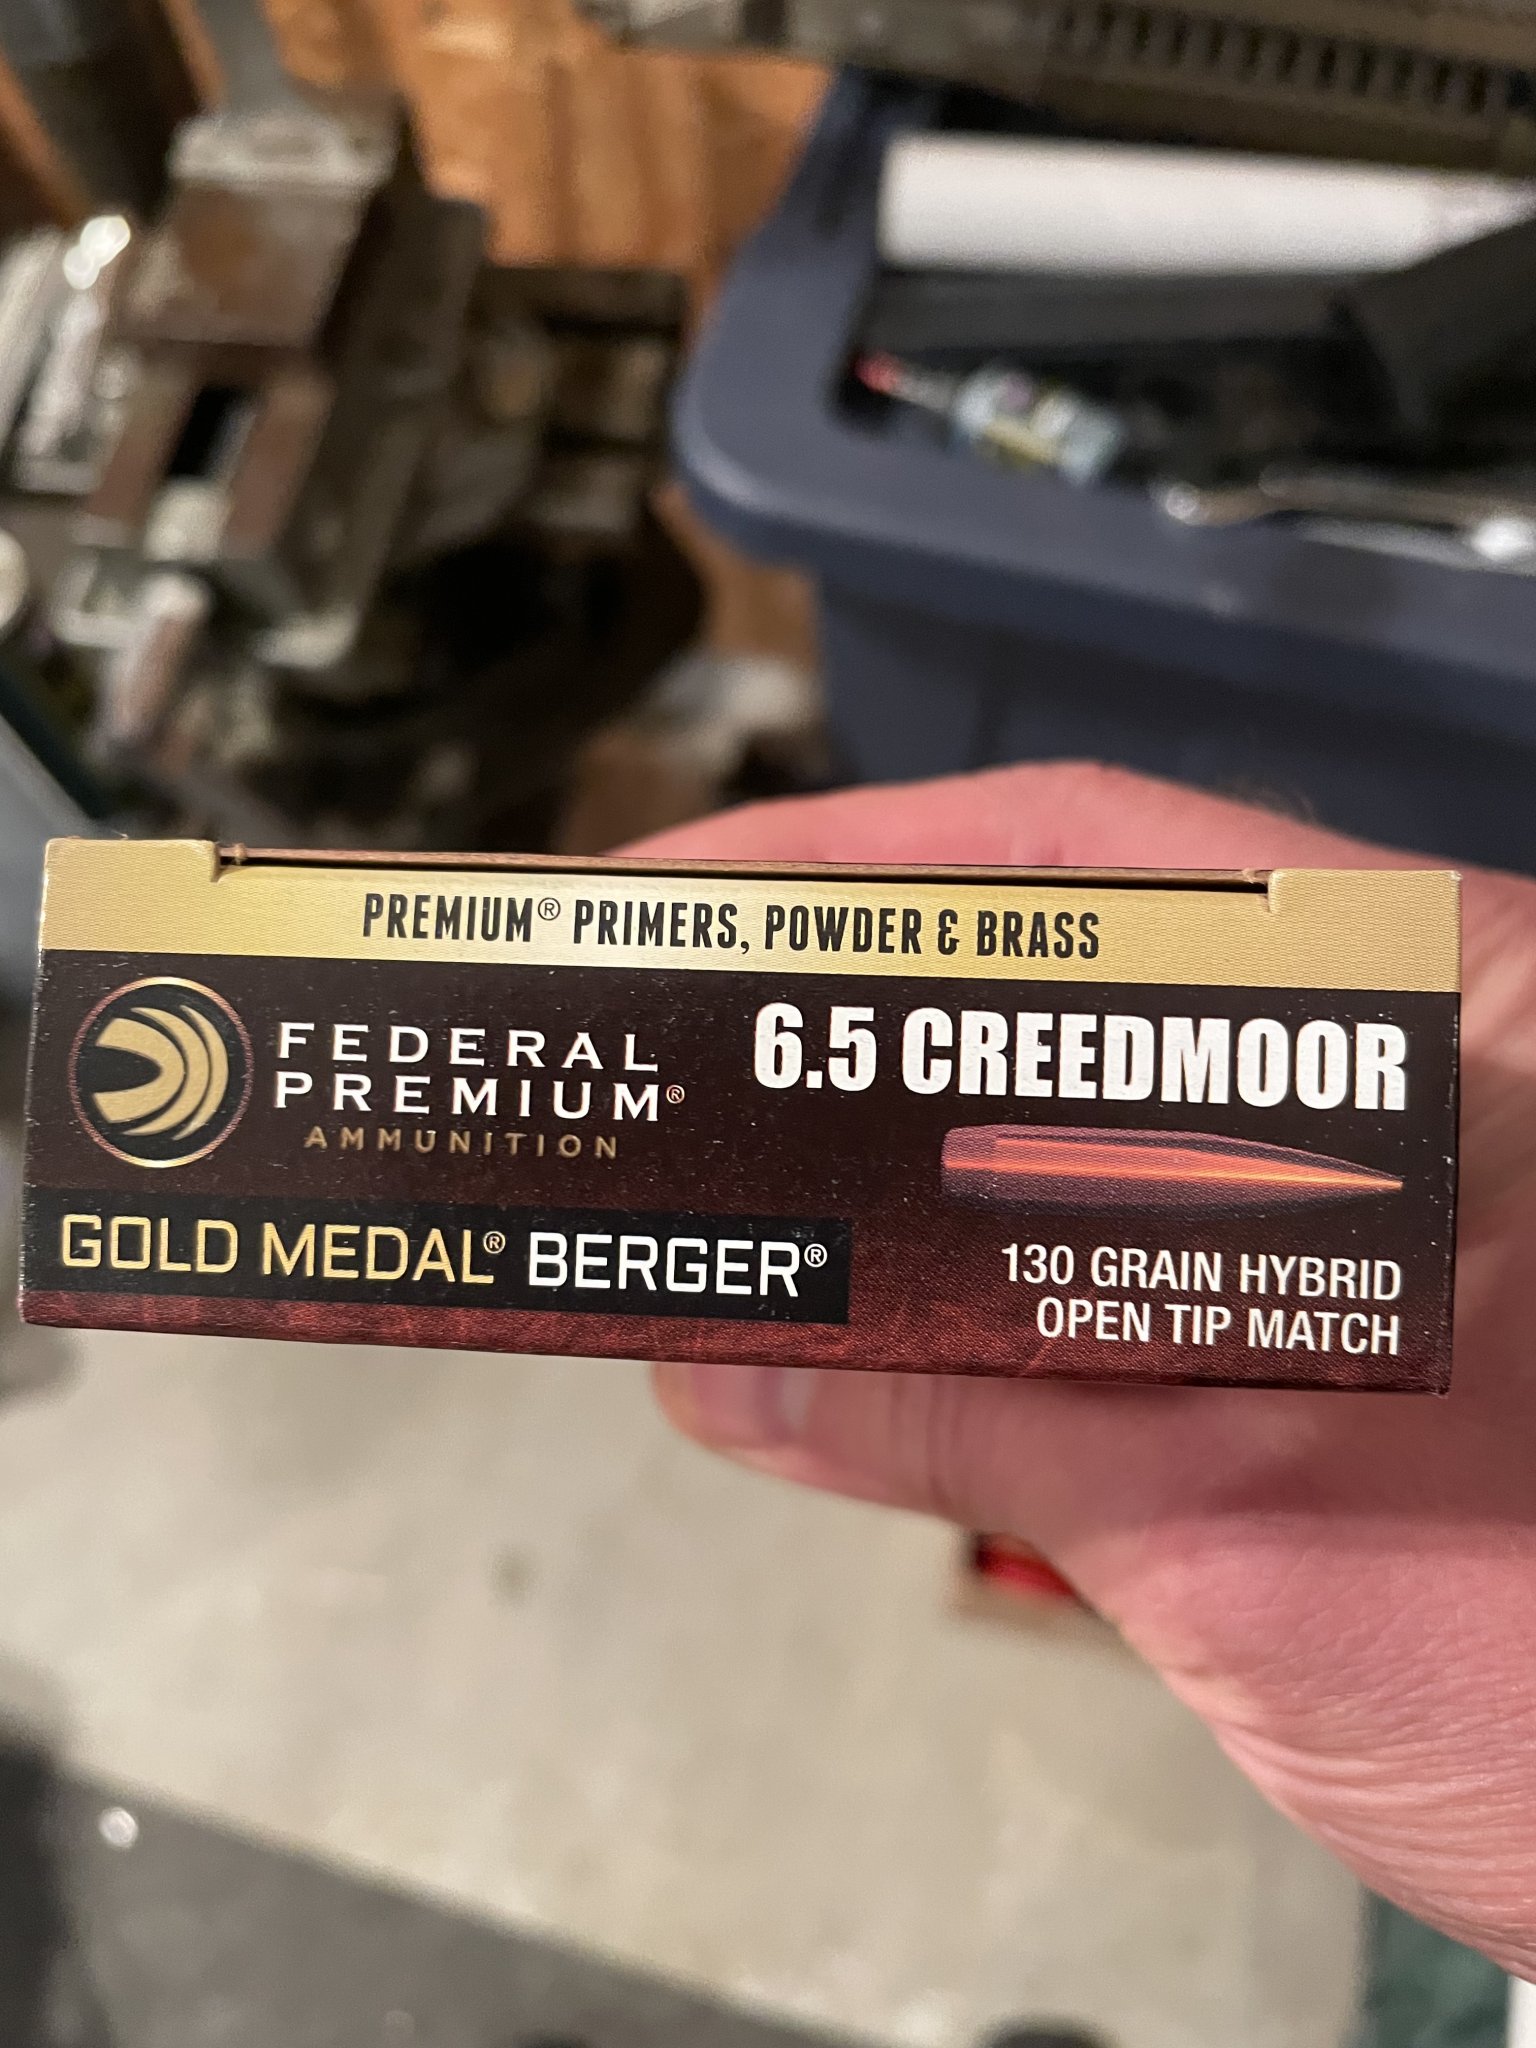 PREMIUM® PRIMERS, POWDER & BRASS
FEDERAL
PREMIUM®
AMMUNITION
6.5 CREEDMOOR
GOLD MEDAL® BERGER®
130 GRAIN HYBRID
OPEN TIP MATCH